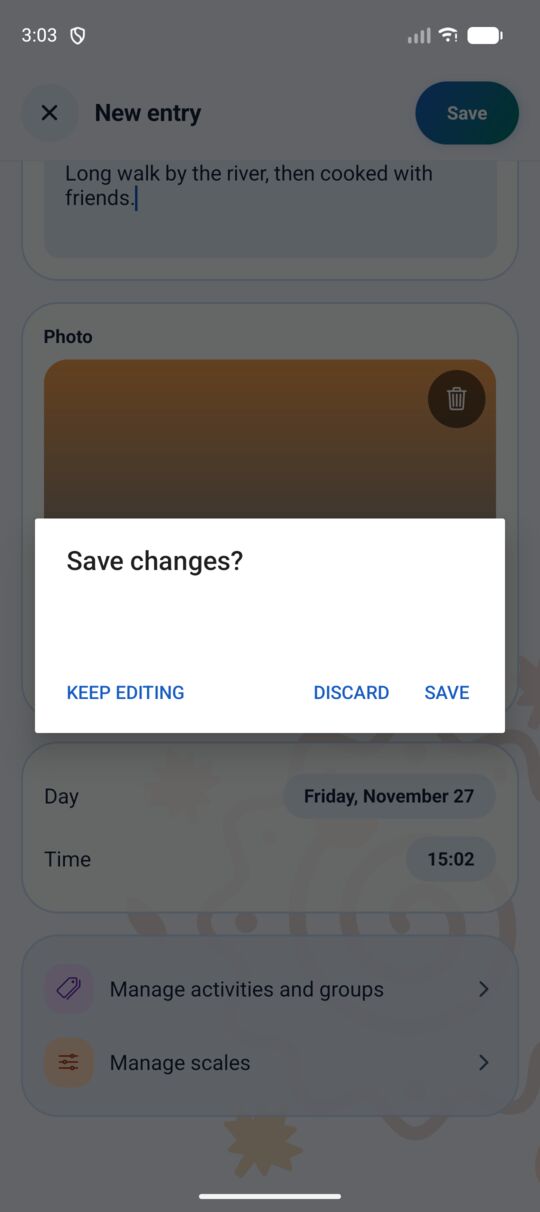 3:03
New entry
Save
Long walk by the river, then cooked with
friends.
Photo
Save changes?
KEEP EDITING
DISCARD
SAVE
Day
Friday, November 27
Time
15:02
Manage activities and groups
Manage scales